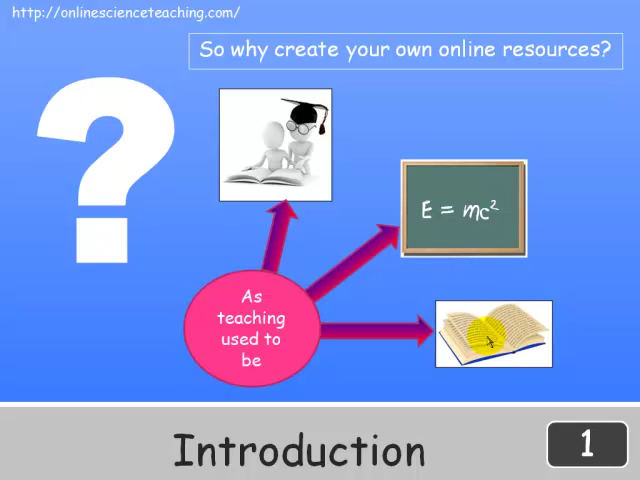 http://onlinescienceteaching.com/
So why create your own online resources?
?
E = mc²
As
teaching
used to
be
Introduction
1